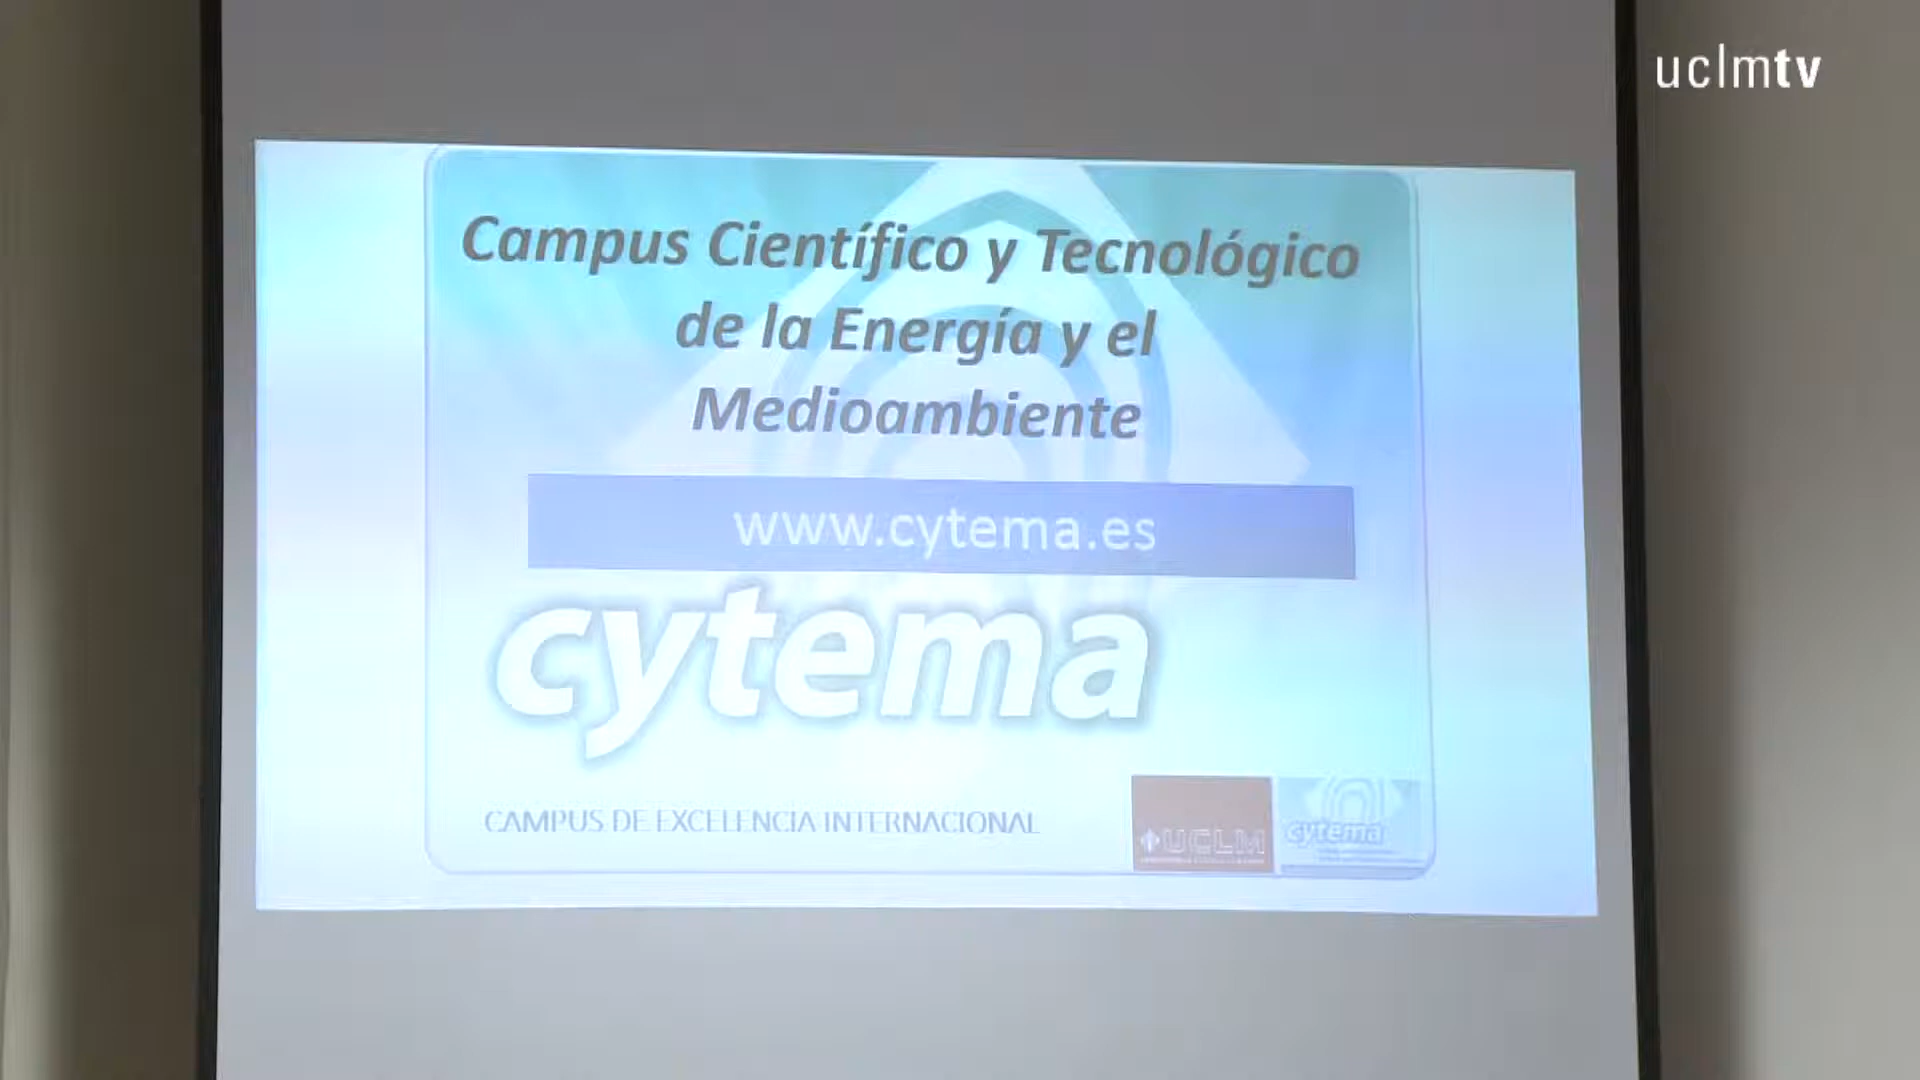 uclmtv
Campus Científico y Tecnológico
de la Energía y el
Medioambiente
www.cytema.es
cytema
CAMPUS DE EXCELENCIA INTERNACIONAL
UCLM
cytema